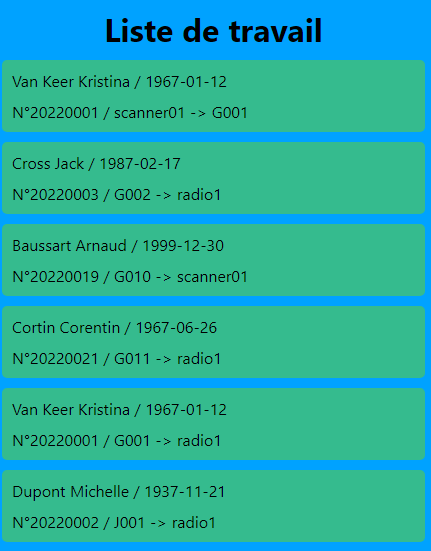 Liste de travail
Van Keer Kristina / 1967-01-12
N°20220001 / scanner01 -> G001
Cross Jack / 1987-02-17
N°20220003 / G002 -> radio1
Baussart Arnaud / 1999-12-30
N°20220019 / G010 -> scanner01
Cortin Corentin / 1967-06-26
N°20220021 / G011 -> radio1
Van Keer Kristina / 1967-01-12
N°20220001 / G001 -> radio1
Dupont Michelle / 1937-11-21
N°20220002 / J001 -> radio1